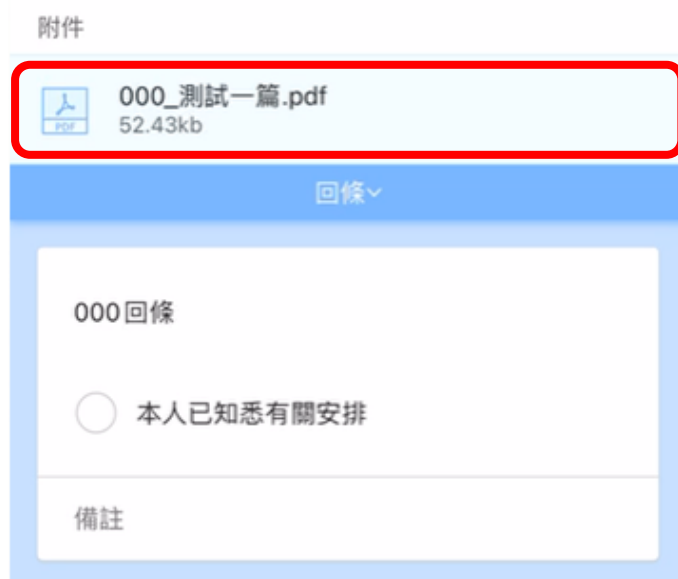 附件
000_測試一篇.pdf
PDF
52.43kb
回條
000回條
本人已知悉有關安排
備註